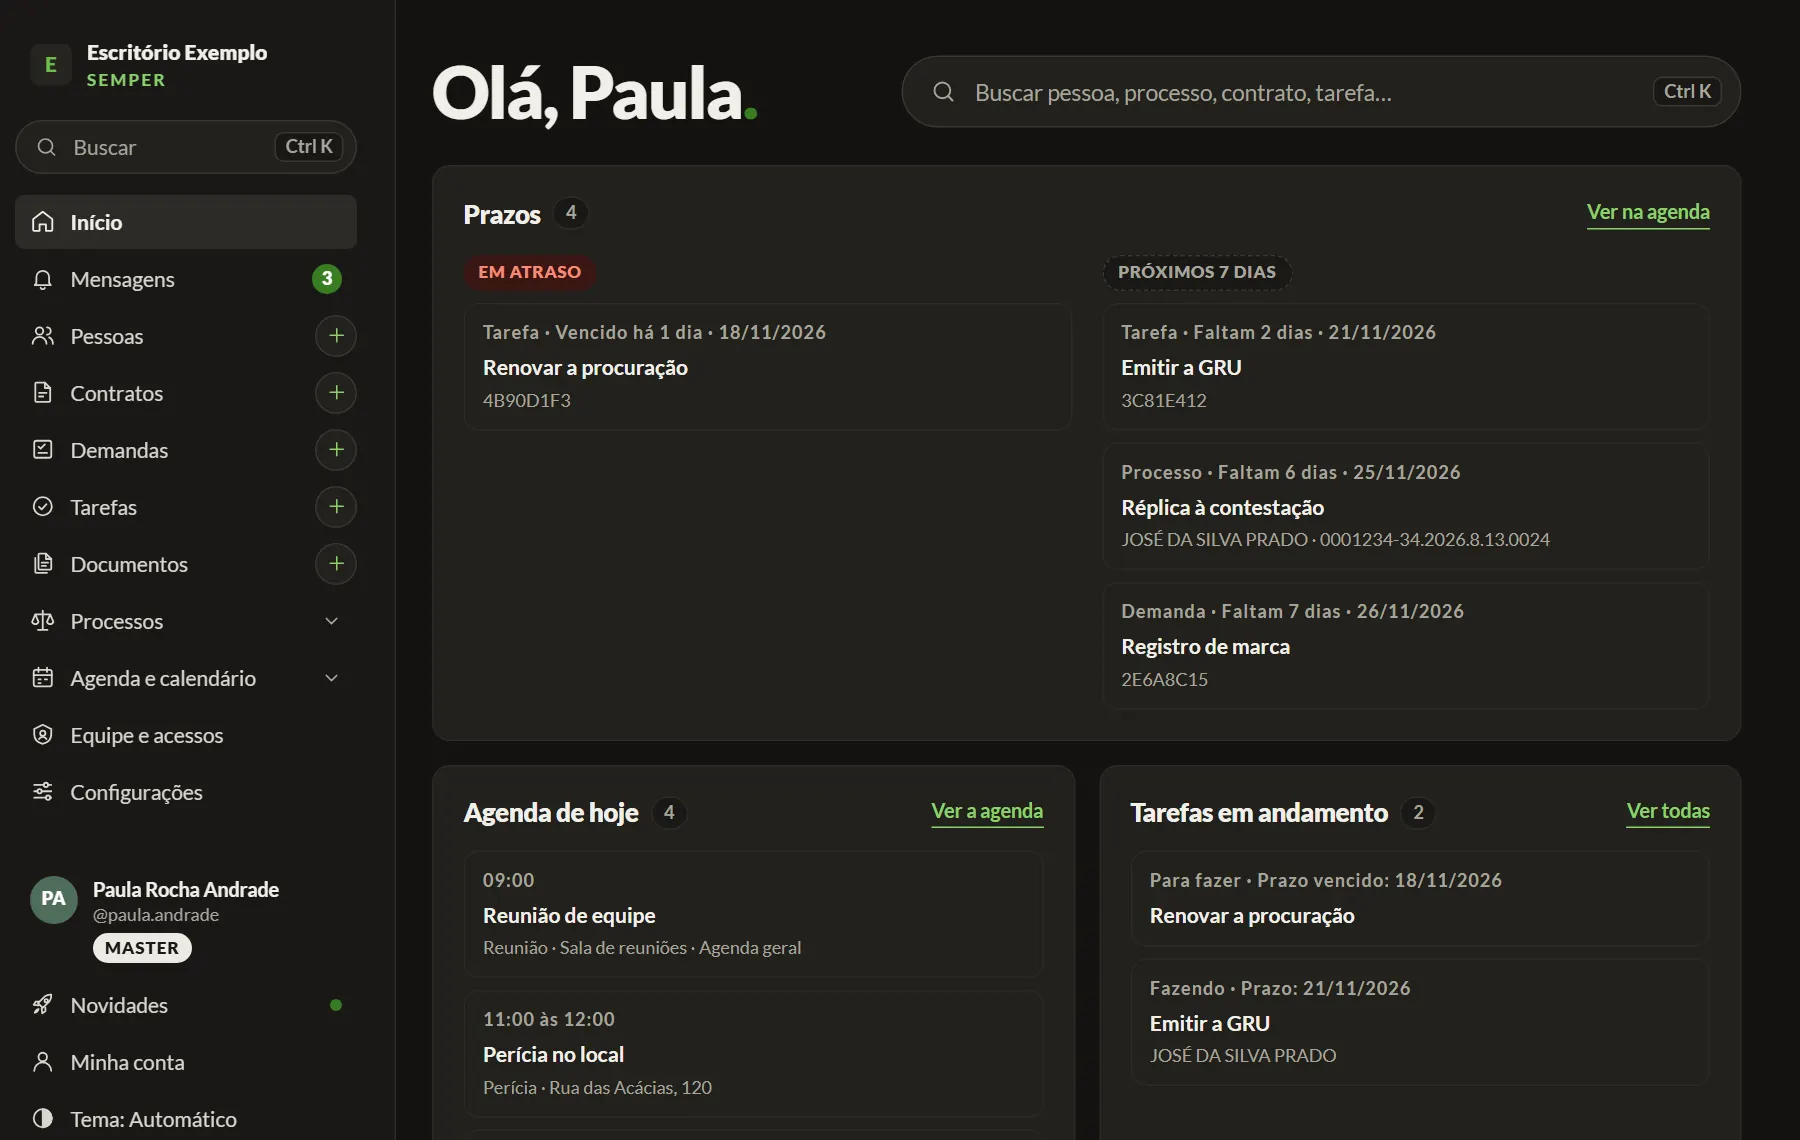 E
Escritório Exemplo
SEMPER
Buscar
Ctrl K
Início
Mensagens
3
Pessoas
+
Contratos
+
Demandas
+
Tarefas
+
Documentos
+
Processos
Agenda e calendário
Equipe e acessos
Configurações
PA
Paula Rocha Andrade
@paula.andrade
MASTER
Novidades
Minha conta
Tema: Automático
Olá, Paula.
Buscar pessoa, processo, contrato, tarefa...
Ctrl K
Prazos
4
Ver na agenda
EM ATRASO
Tarefa · Vencido há 1 dia · 18/11/2026
Renovar a procuração
4B90D1F3
PRÓXIMOS 7 DIAS
Tarefa · Faltam 2 dias · 21/11/2026
Emitir a GRU
3C81E412
Processo · Faltam 6 dias · 25/11/2026
Réplica à contestação
JOSÉ DA SILVA PRADO · 0001234-34.2026.8.13.0024
Demanda · Faltam 7 dias · 26/11/2026
Registro de marca
2E6A8C15
Agenda de hoje
4
Ver a agenda
09:00
Reunião de equipe
Reunião · Sala de reuniões · Agenda geral
11:00 às 12:00
Perícia no local
Perícia · Rua das Acácias, 120
Tarefas em andamento
2
Ver todas
Para fazer · Prazo vencido: 18/11/2026
Renovar a procuração
Fazendo · Prazo: 21/11/2026
Emitir a GRU
JOSÉ DA SILVA PRADO